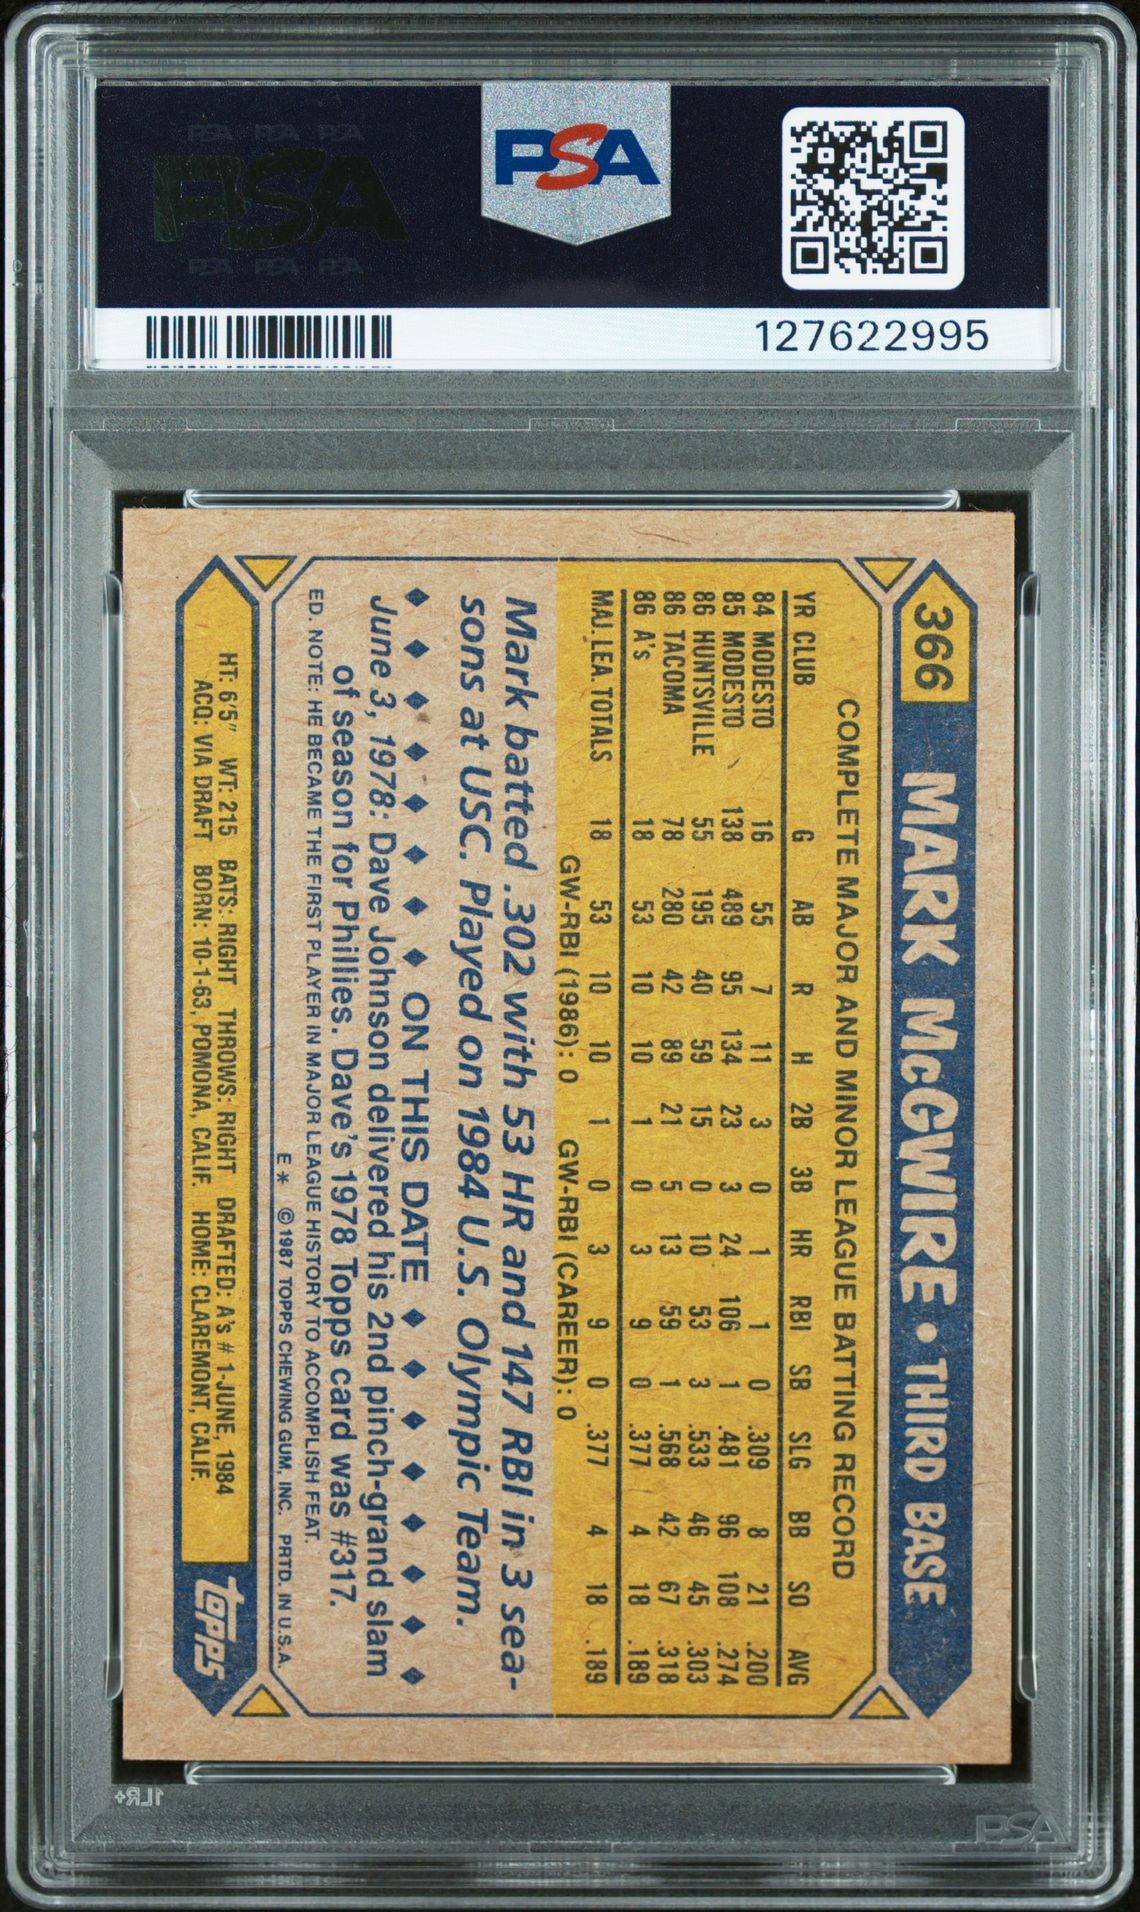 PSA PSA PSA
PSA
PSA PSA PSA
PSA
127622995
366 MARK McGWIRE • THIRD BASE
COMPLETE MAJOR AND MINOR LEAGUE BATTING RECORD
YR CLUB G AB R H 2B 3B HR RBI SB SLG BB SO AVG
84 MODESTO 16 55 7 11 3 0 1 1 0 .309 8 21 .200
85 MODESTO 138 489 95 134 23 3 24 106 1 .481 96 108 .274
86 HUNTSVILLE 55 195 40 59 15 0 10 53 3 .533 46 45 .303
86 TACOMA 78 280 42 89 21 5 13 59 1 .568 42 67 .318
86 A's 18 53 10 10 1 0 3 9 0 .377 4 18 .189
MAJ. LEA. TOTALS 18 53 10 10 1 0 3 9 0 .377 4 18 .189
GW-RBI (1986): 0 GW-RBI (CAREER): 0
Mark batted .302 with 53 HR and 147 RBI in 3 sea-
sons at USC. Played on 1984 U.S. Olympic Team.
♦ ♦ ♦ ♦ ♦ ♦ ♦ ♦ ON THIS DATE ♦ ♦ ♦ ♦ ♦ ♦ ♦ ♦
June 3, 1978: Dave Johnson delivered his 2nd pinch-grand slam
of season for Phillies. Dave's 1978 Topps card was #317.
ED. NOTE: HE BECAME THE FIRST PLAYER IN MAJOR LEAGUE HISTORY TO ACCOMPLISH FEAT.
E * © 1987 TOPPS CHEWING GUM, INC. PRTD. IN U.S.A.
HT: 6'5" WT: 215 BATS: RIGHT THROWS: RIGHT DRAFTED: A's # 1-JUNE, 1984
ACQ: VIA DRAFT BORN: 10-1-63, POMONA, CALIF. HOME: CLAREMONT, CALIF.
topps
1LR+
PSA